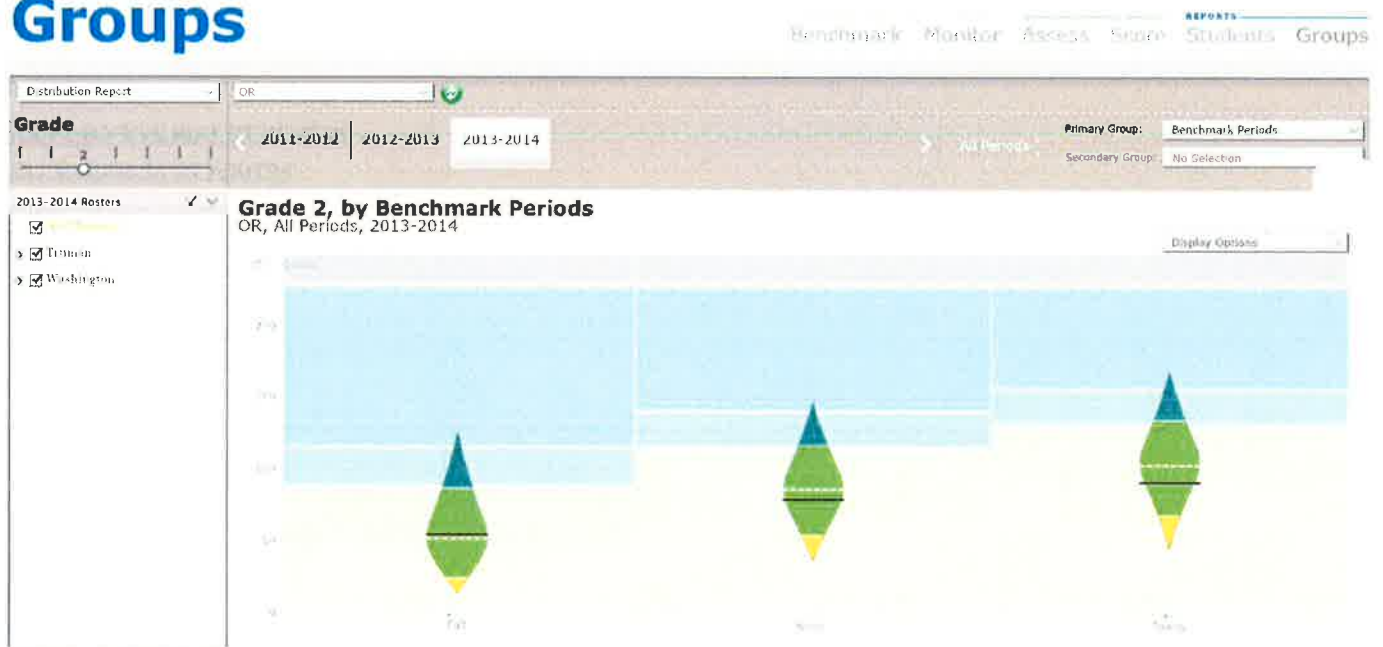 Groups
REPORTS
Benchmark Monitor Assess Score Students Groups
Distribution Report
OR
Grade
2
2011-2012 2012-2013 2013-2014
All Periods
Primary Group: Benchmark Periods
Secondary Group: No Selection
2013-2014 Rosters
Truman
Washington
Grade 2, by Benchmark Periods
OR, All Periods, 2013-2014
Display Options
Fall